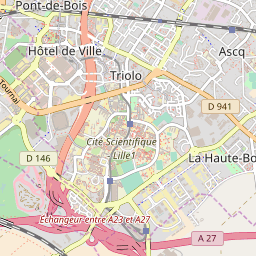 Pont-de-Bois
Hôtel de Ville
Ascq
Triolo
Tournai
D 941
Cité Scientifique
Lille1
D 146
La Haute-Bo
Échangeur entre A23 et A27
A 27